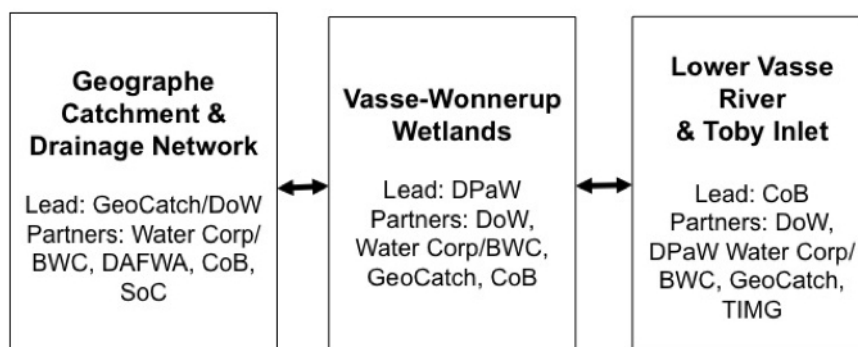 Geographe
Catchment &
Drainage Network
Lead: GeoCatch/DoW
Partners: Water Corp/
BWC, DAFWA, CoB,
SoC
Vasse-Wonnerup
Wetlands
Lead: DPaW
Partners: DoW,
Water Corp/BWC,
GeoCatch, CoB
Lower Vasse
River
& Toby Inlet
Lead: CoB
Partners: DoW,
DPaW Water Corp/
BWC, GeoCatch,
TIMG